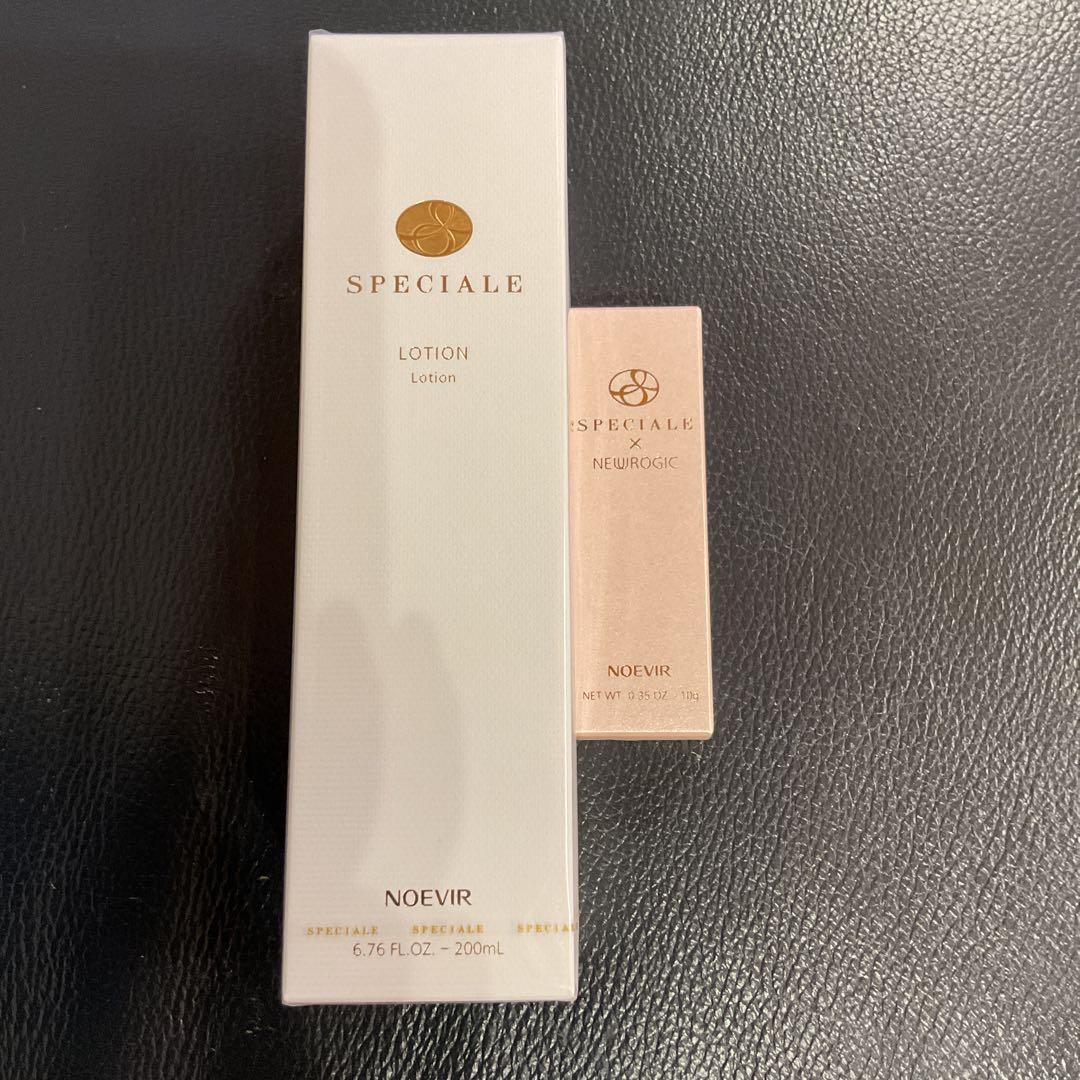 SPECIALE
LOTION
Lotion
NOEVIR
SPECIALE SPECIALE SPECIAL
6.76 FL.OZ. - 200mL
SPECIALE
×
NEWROGIC
NOEVIR
NET WT. 0.35 OZ. - 10g